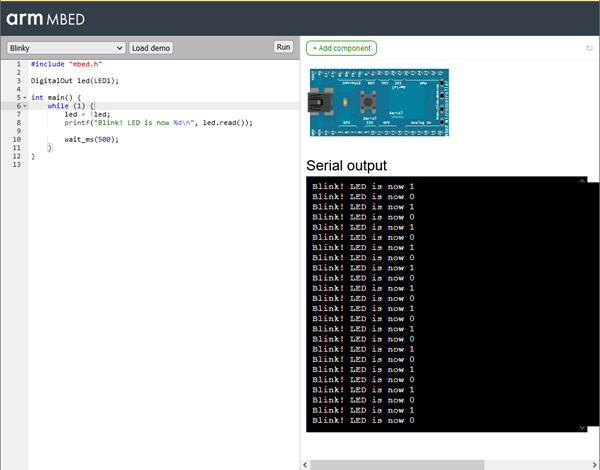 arm MBED
Blinky
Load demo
Run
+ Add component
1 #include "mbed.h"
2
3 DigitalOut led(LED1);
4
5 int main() {
6 while (1) {
7 led = !led;
8 printf("Blink! LED is now %d\n", led.read());
9
10 wait_ms(500);
11 }
12 }
13
Serial output
Blink! LED is now 1
Blink! LED is now 0
Blink! LED is now 1
Blink! LED is now 0
Blink! LED is now 1
Blink! LED is now 0
Blink! LED is now 1
Blink! LED is now 0
Blink! LED is now 1
Blink! LED is now 0
Blink! LED is now 1
Blink! LED is now 0
Blink! LED is now 1
Blink! LED is now 0
Blink! LED is now 1
Blink! LED is now 0
Blink! LED is now 1
Blink! LED is now 0
Blink! LED is now 1
Blink! LED is now 0
Blink! LED is now 1
Blink! LED is now 0
Blink! LED is now 1
Blink! LED is now 0